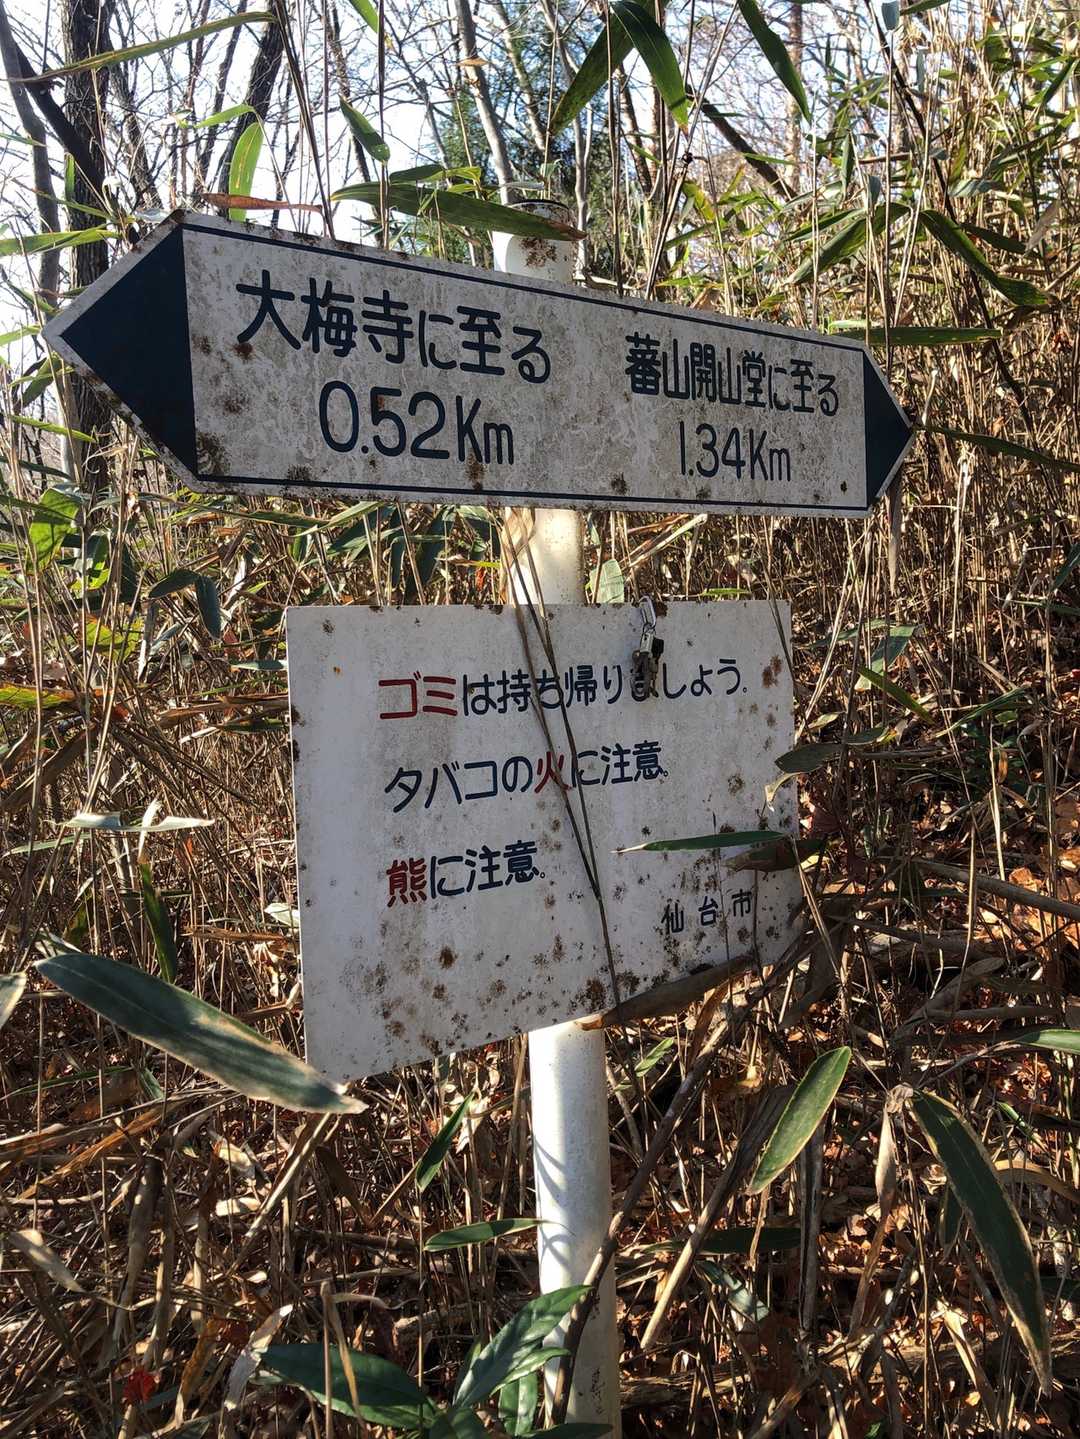 大梅寺に至る
0.52Km
蕃山開山堂に至る
1.34Km
ゴミは持ち帰りましょう。
タバコの火に注意。
熊に注意。
仙台市